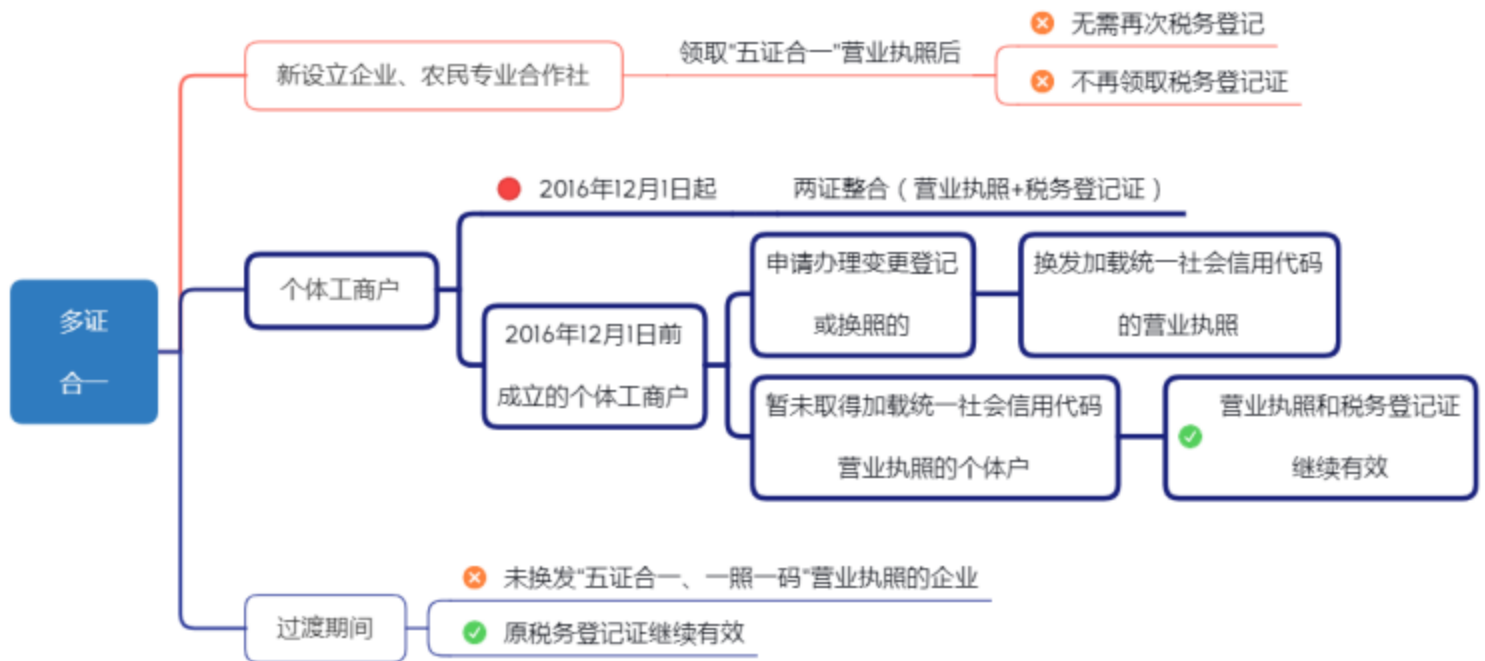 多证
合一
新设立企业、农民专业合作社
领取"五证合一"营业执照后
无需再次税务登记
不再领取税务登记证
个体工商户
2016年12月1日起
两证整合（营业执照+税务登记证）
2016年12月1日前
成立的个体工商户
申请办理变更登记
或换照的
换发加载统一社会信用代码
的营业执照
暂未取得加载统一社会信用代码
营业执照的个体户
营业执照和税务登记证
继续有效
过渡期间
未换发"五证合一、一照一码"营业执照的企业
原税务登记证继续有效